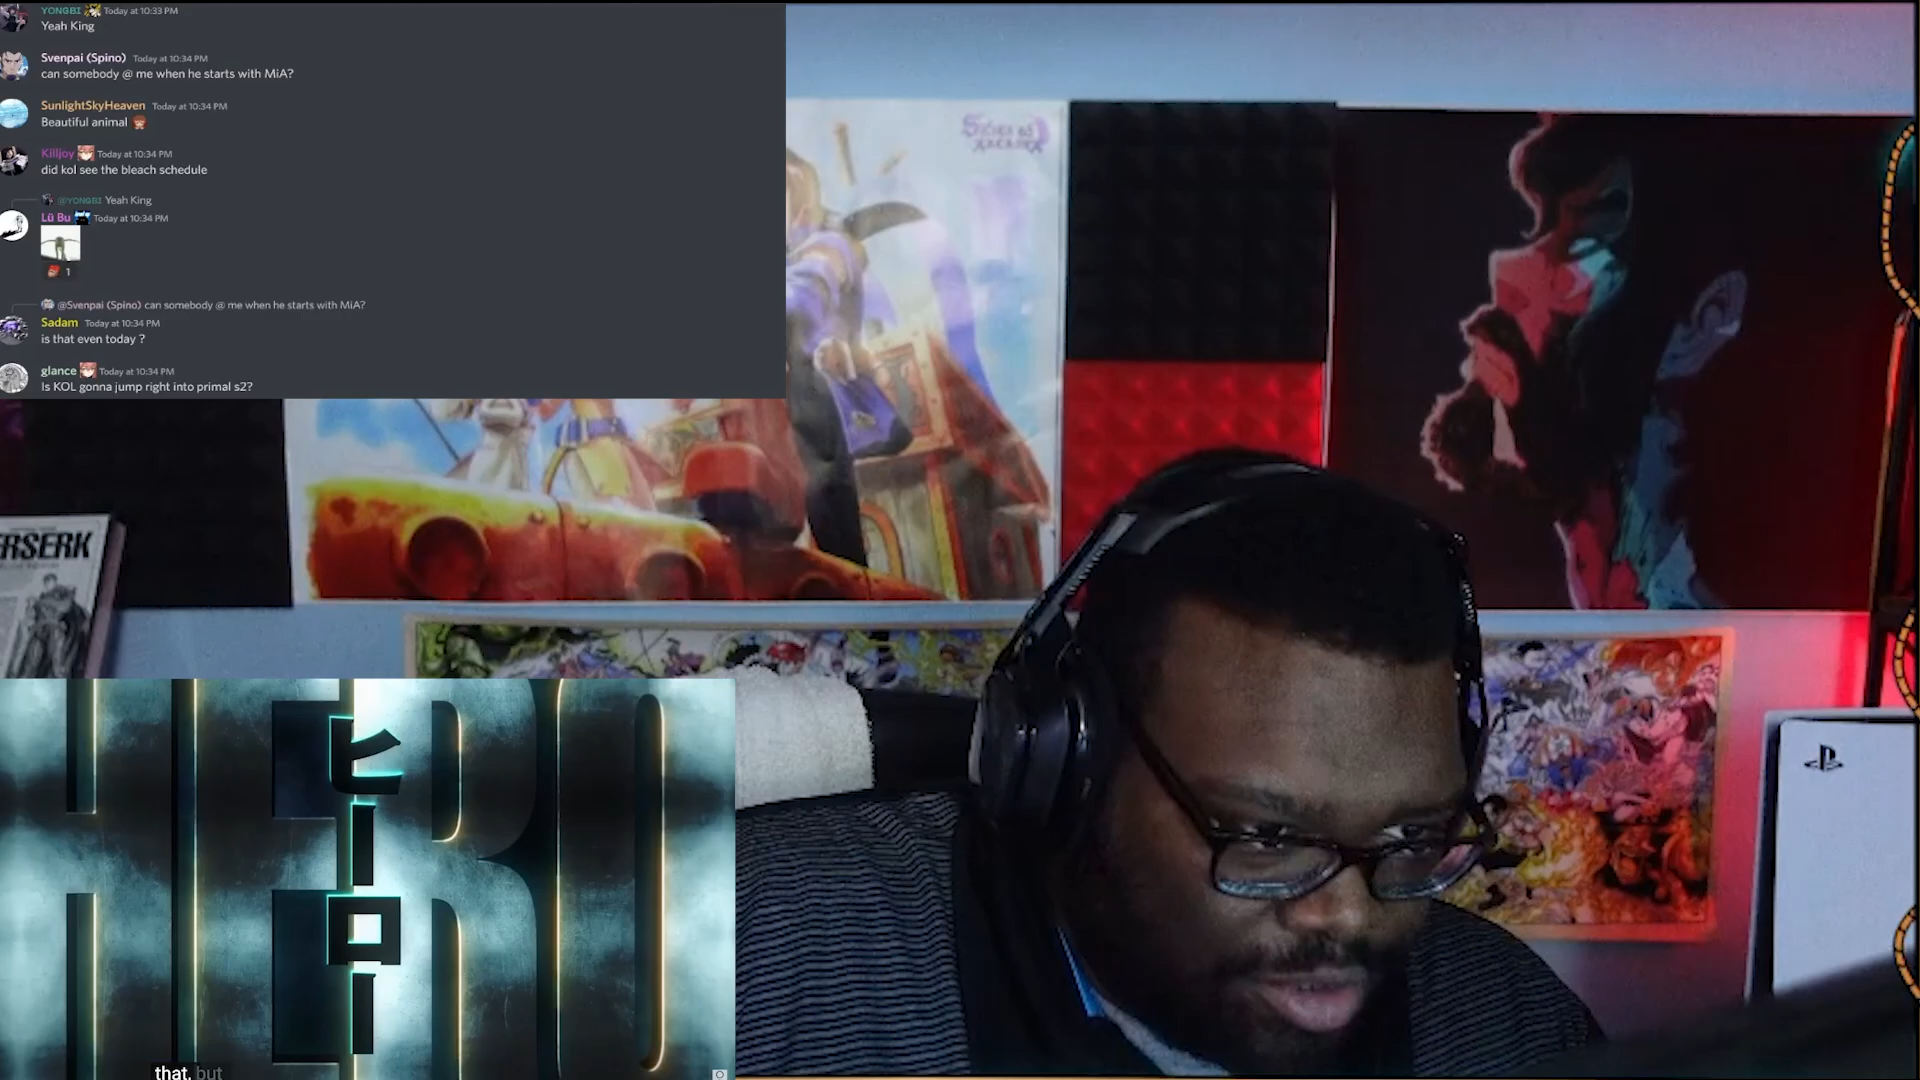 YONGBI Today at 10:33 PM
Yeah King
Svenpai (Spino) Today at 10:34 PM
can somebody @ me when he starts with MiA?
SunlightSkyHeaven Today at 10:34 PM
Beautiful animal
Killjoy Today at 10:34 PM
did kol see the bleach schedule
@YONGBI Yeah King
Lü Bu Today at 10:34 PM
1
@Svenpai (Spino) can somebody @ me when he starts with MiA?
Sadam Today at 10:34 PM
is that even today ?
glance Today at 10:34 PM
Is KOL gonna jump right into primal s2?
ERSERK
HERO
ヒーロー
that, but